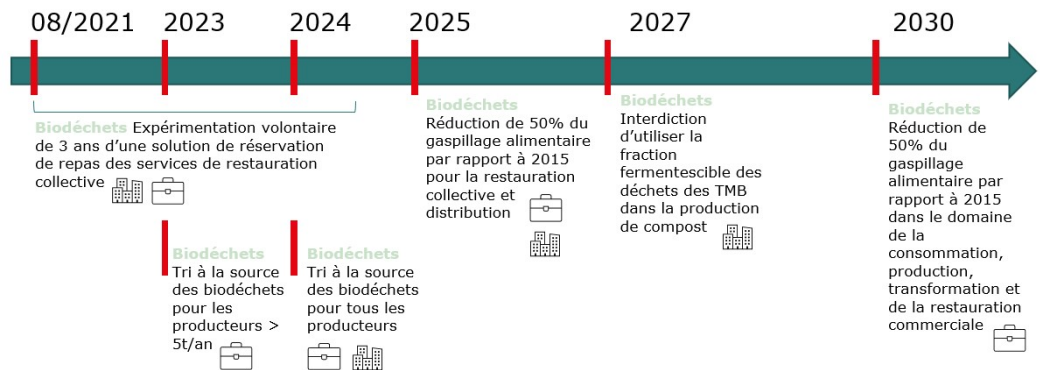 08/2021
2023
2024
2025
2027
2030
Biodéchets Expérimentation volontaire
de 3 ans d'une solution de réservation
de repas des services de restauration
collective
Biodéchets
Tri à la source
des biodéchets
pour les
producteurs >
5t/an
Biodéchets
Tri à la source
des biodéchets
pour tous les
producteurs
Biodéchets
Réduction de 50% du
gaspillage alimentaire
par rapport à 2015
pour la restauration
collective et
distribution
Biodéchets
Interdiction
d'utiliser la
fraction
fermentescible des
déchets des TMB
dans la production
de compost
Biodéchets
Réduction de
50% du
gaspillage
alimentaire par
rapport à 2015
dans le domaine
de la
consommation,
production,
transformation et
de la restauration
commerciale